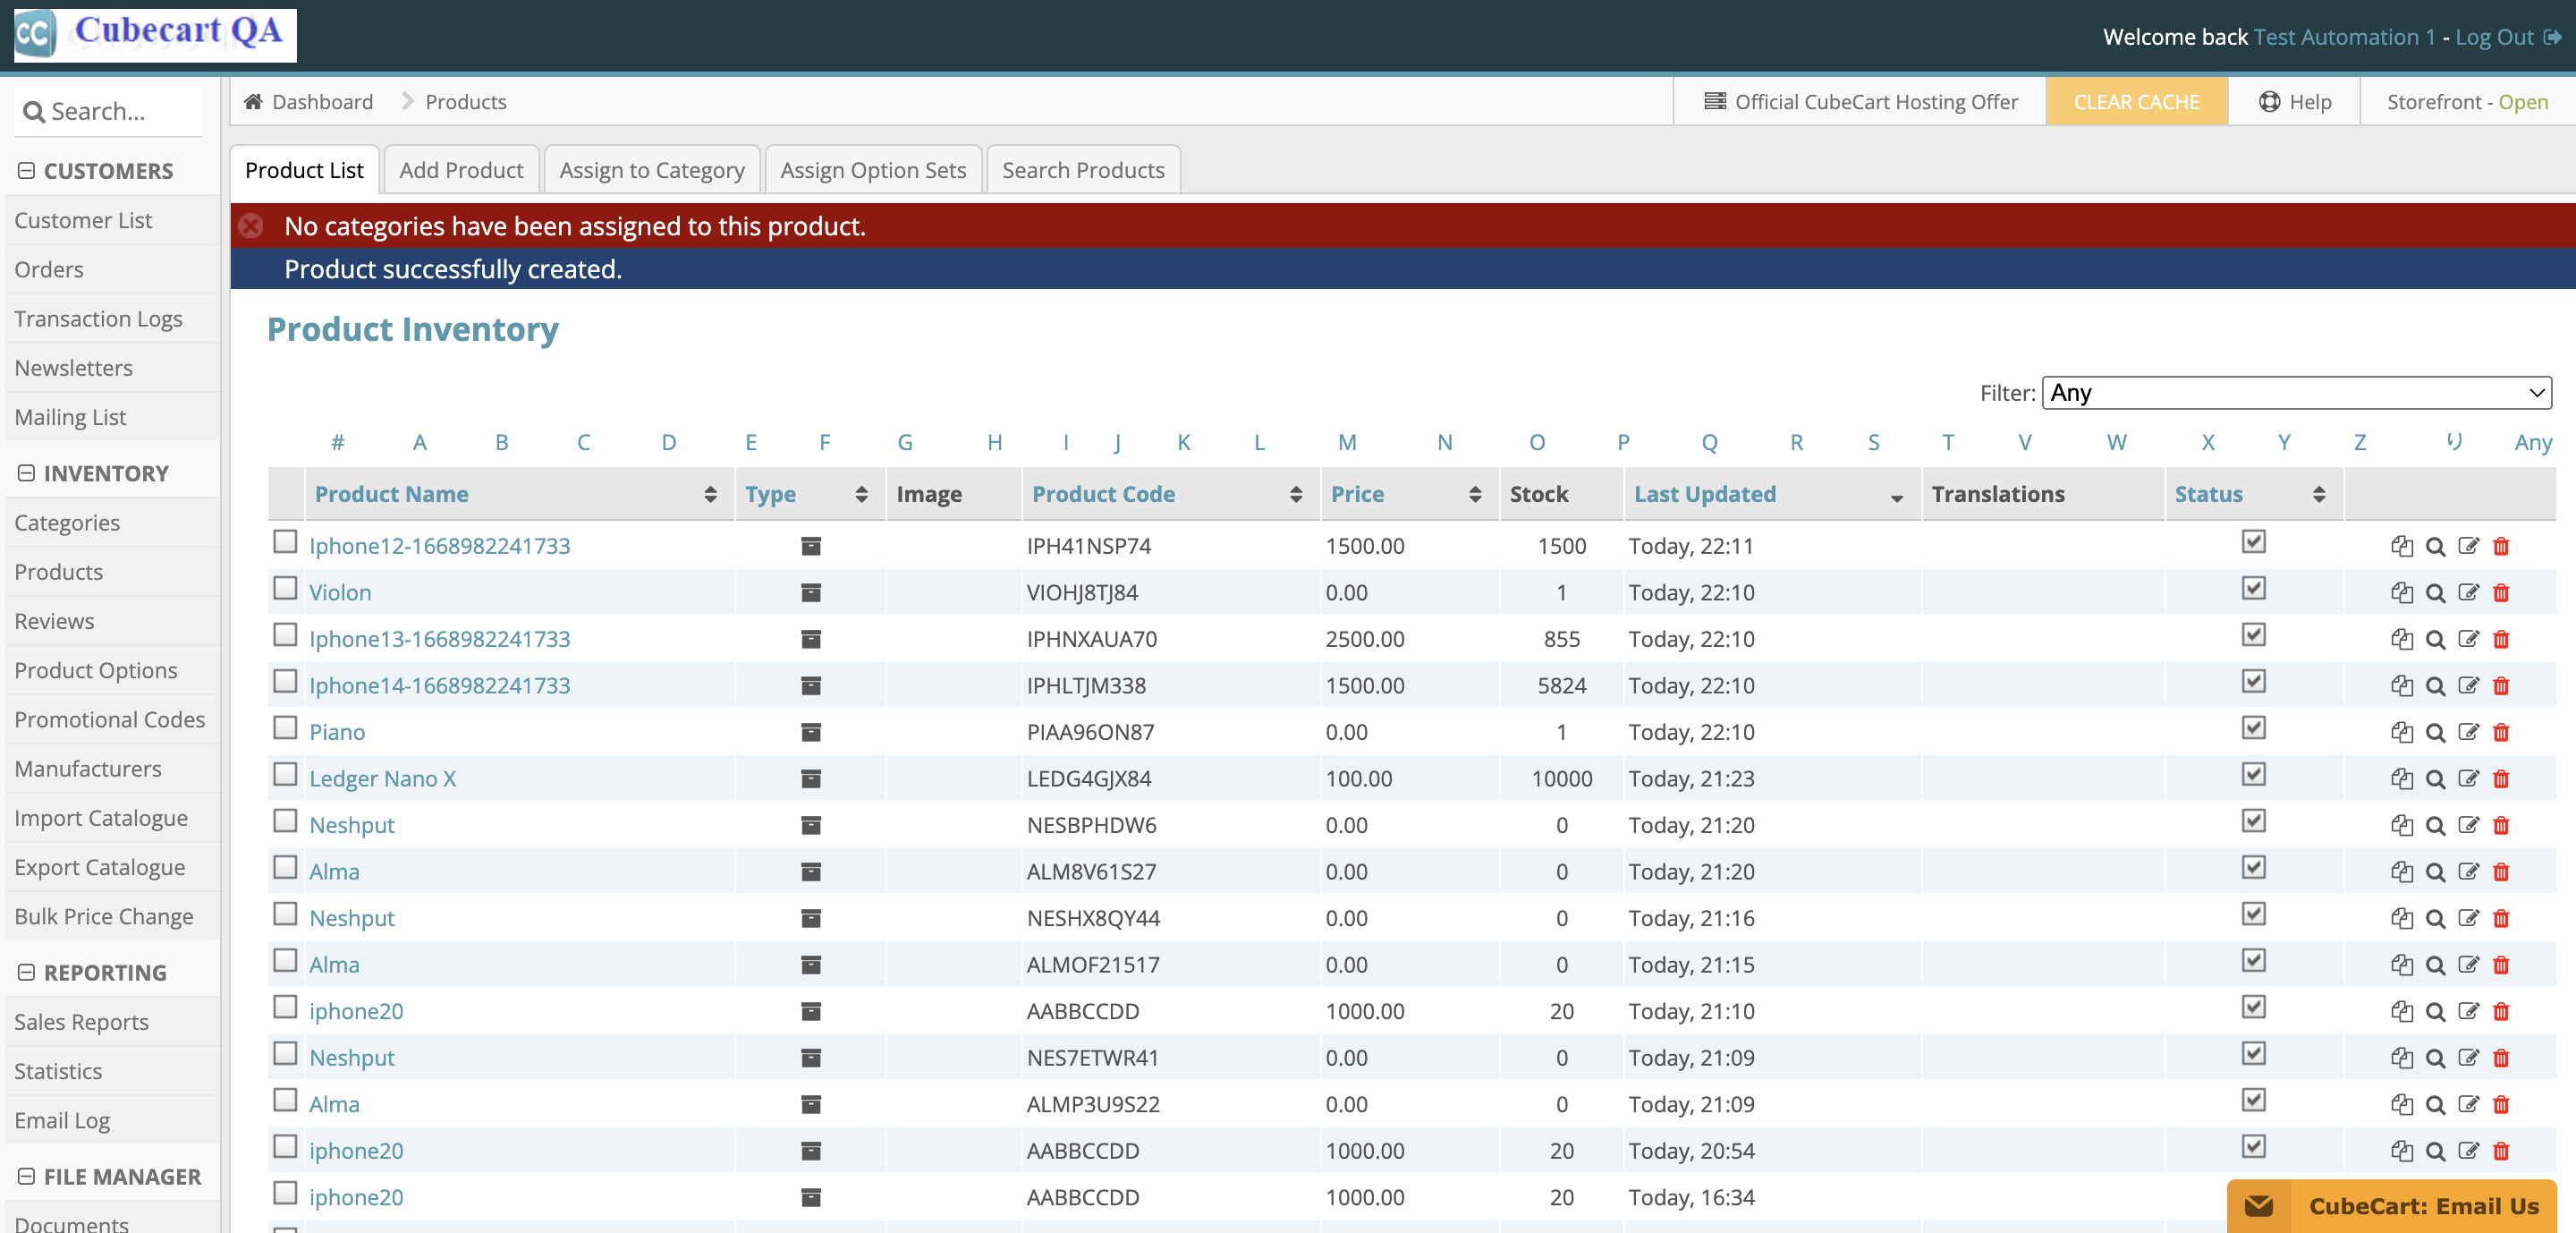 CC Cubecart QA
Welcome back Test Automation 1 - Log Out
Search...
Dashboard Products Official CubeCart Hosting Offer CLEAR CACHE Help Storefront - Open
CUSTOMERS
Customer List
Orders
Transaction Logs
Newsletters
Mailing List
INVENTORY
Categories
Products
Reviews
Product Options
Promotional Codes
Manufacturers
Import Catalogue
Export Catalogue
Bulk Price Change
REPORTING
Sales Reports
Statistics
Email Log
FILE MANAGER
Documents
Product List Add Product Assign to Category Assign Option Sets Search Products
No categories have been assigned to this product.
Product successfully created.
Product Inventory
Filter: Any
# A B C D E F G H I J K L M N O P Q R S T V W X Y Z り Any
Product Name Type Image Product Code Price Stock Last Updated Translations Status
Iphone12-1668982241733 IPH41NSP74 1500.00 1500 Today, 22:11
Violon VIOHJ8TJ84 0.00 1 Today, 22:10
Iphone13-1668982241733 IPHNXAUA70 2500.00 855 Today, 22:10
Iphone14-1668982241733 IPHLTJM338 1500.00 5824 Today, 22:10
Piano PIAA96ON87 0.00 1 Today, 22:10
Ledger Nano X LEDG4GJX84 100.00 10000 Today, 21:23
Neshput NESBPHDW6 0.00 0 Today, 21:20
Alma ALM8V61S27 0.00 0 Today, 21:20
Neshput NESHX8QY44 0.00 0 Today, 21:16
Alma ALMOF21517 0.00 0 Today, 21:15
iphone20 AABBCCDD 1000.00 20 Today, 21:10
Neshput NES7ETWR41 0.00 0 Today, 21:09
Alma ALMP3U9S22 0.00 0 Today, 21:09
iphone20 AABBCCDD 1000.00 20 Today, 20:54
iphone20 AABBCCDD 1000.00 20 Today, 16:34
CubeCart: Email Us